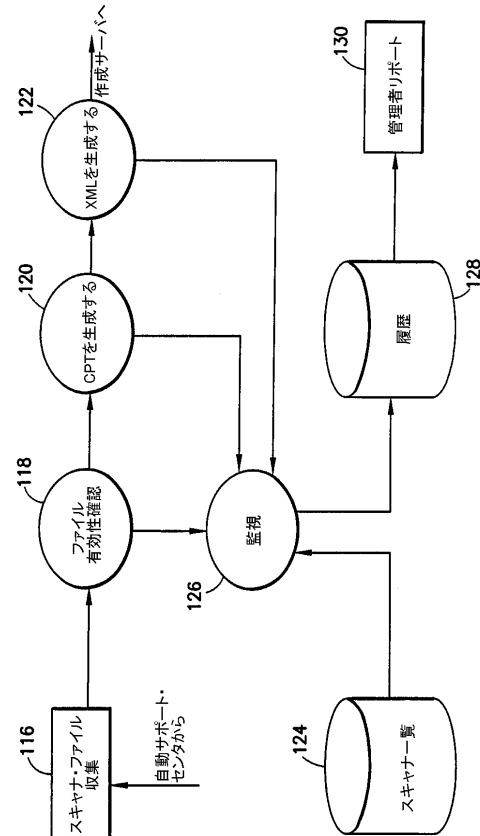 116
スキャナ・ファイル
収集
自動サポート・
センタから
118
ファイル
有効性確認
120
CPTを生成する
122
XMLを生成する
作成サーバへ
124
スキャナ一覧
126
監視
128
履歴
130
管理者リポート